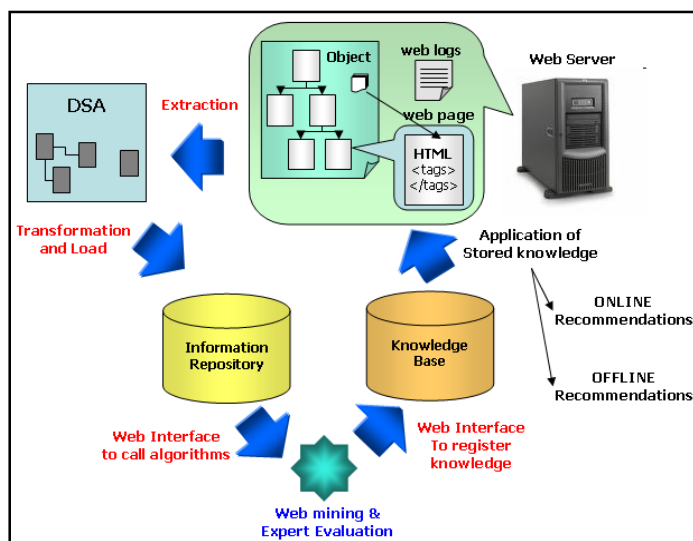 Object
web logs
web page
HTML
<tags>
</tags>
Web Server
DSA
Extraction
Transformation
and Load
Information
Repository
Knowledge
Base
Application of
Stored knowledge
ONLINE
Recommendations
OFFLINE
Recommendations
Web Interface
to call algorithms
Web Interface
To register
knowledge
Web mining &
Expert Evaluation